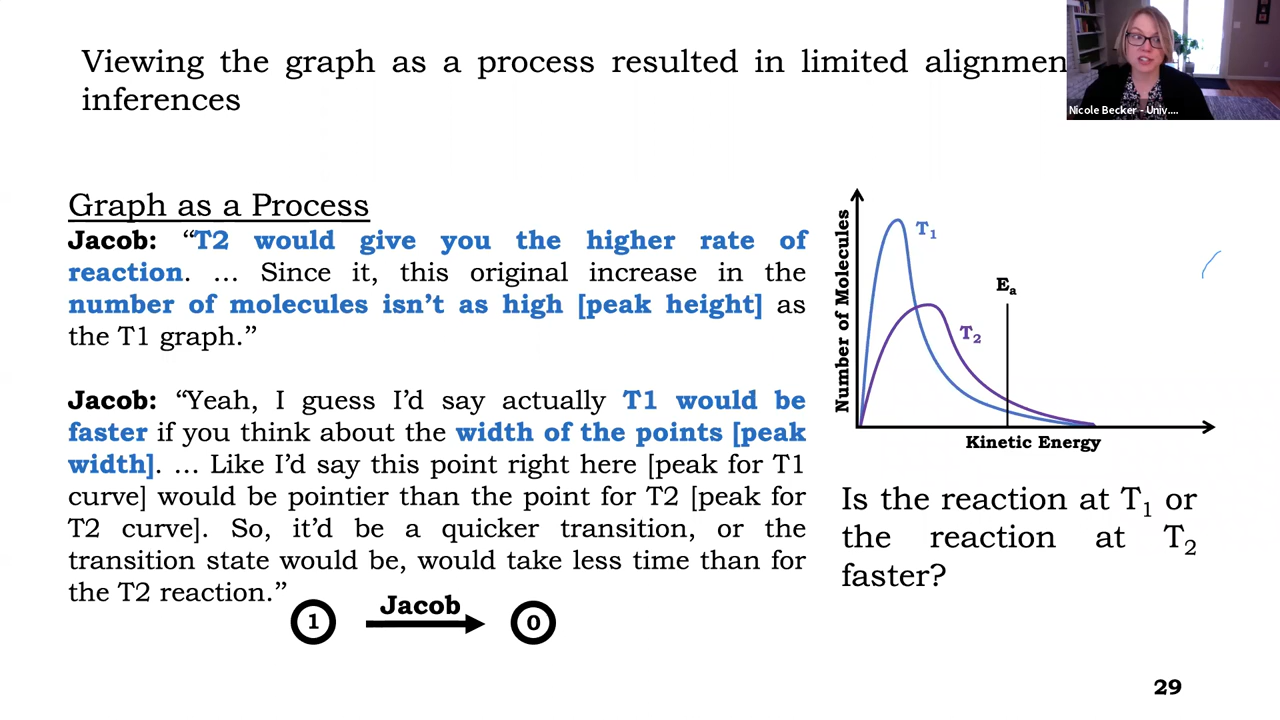 Viewing the graph as a process resulted in limited alignmen
inferences
Nicole Becker - Univ....
Graph as a Process
Jacob: “T2 would give you the higher rate of
reaction. ... Since it, this original increase in the
number of molecules isn’t as high [peak height] as
the T1 graph.”
Jacob: “Yeah, I guess I’d say actually T1 would be
faster if you think about the width of the points [peak
width]. ... Like I’d say this point right here [peak for T1
curve] would be pointier than the point for T2 [peak for
T2 curve]. So, it’d be a quicker transition, or the
transition state would be, would take less time than for
the T2 reaction.”
1
Jacob
0
Number of Molecules
T₁
Eₐ
T₂
Kinetic Energy
Is the reaction at T₁ or
the reaction at T₂
faster?
29